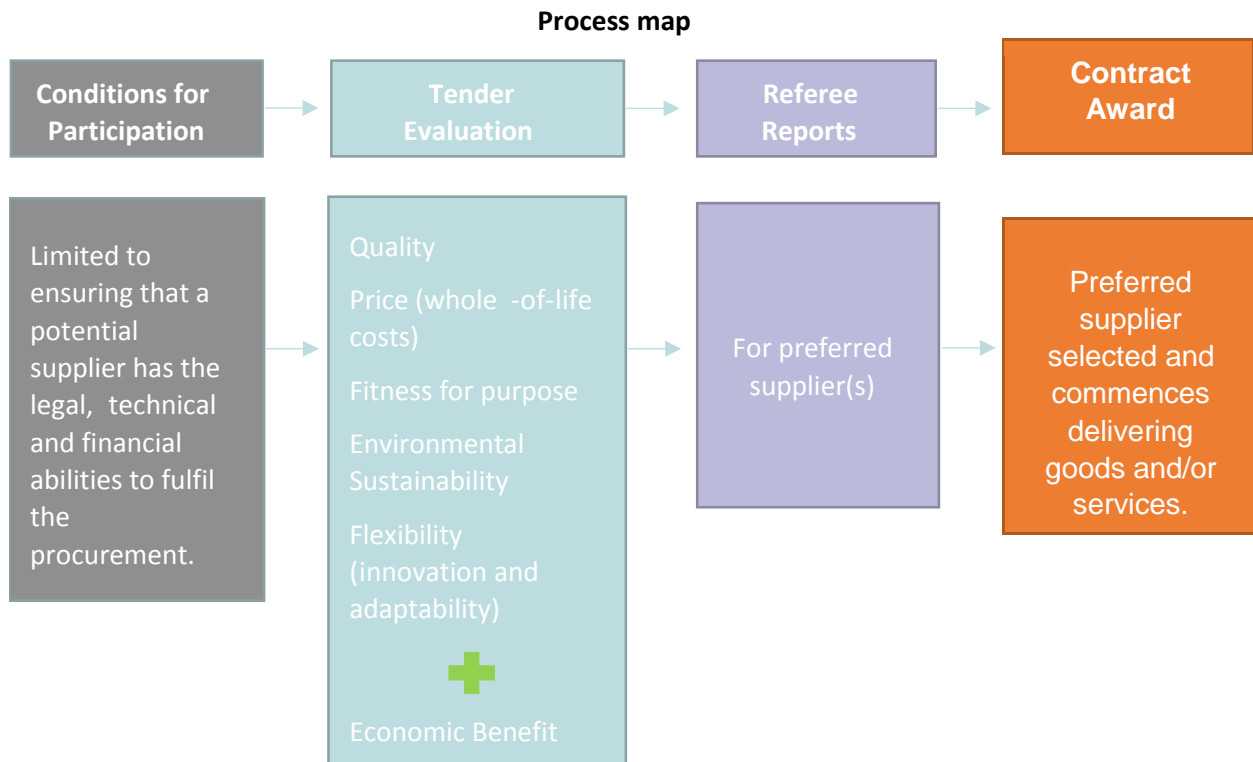 Process map
Conditions for
Participation
Tender
Evaluation
Referee
Reports
Contract
Award
Limited to
ensuring that a
potential
supplier has the
legal,  technical
and financial
abilities to fulfil
the
procurement.
Quality
Price (whole  -of-life
costs)
Fitness for purpose
Environmental
Sustainability
Flexibility
(innovation and
adaptability)
Economic Benefit
For preferred
supplier(s)
Preferred
supplier
selected and
commences
delivering
goods and/or
services.